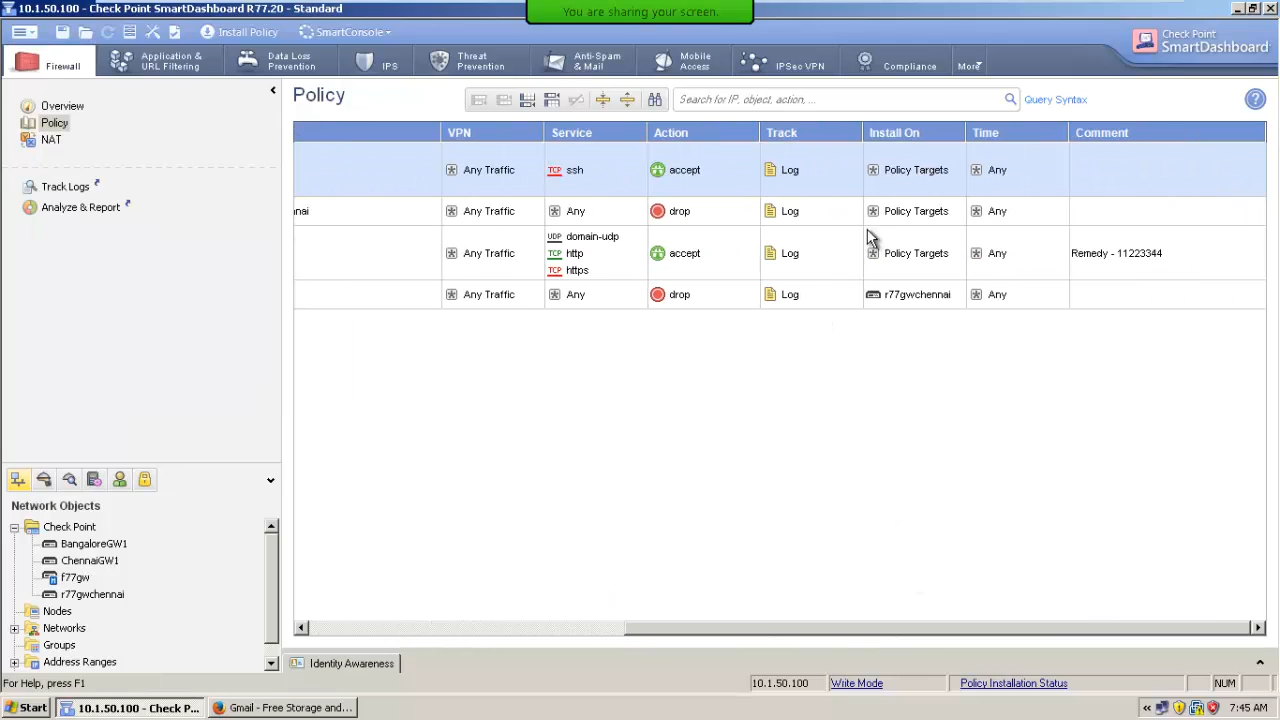 10.1.50.100 - Check Point SmartDashboard R77.20 - Standard
You are sharing your screen.
Install Policy
SmartConsole
Check Point
SmartDashboard
Firewall
Application &
URL Filtering
Data Loss
Prevention
IPS
Threat
Prevention
Anti-Spam
& Mail
Mobile
Access
IPSec VPN
Compliance
More
Overview
Policy
NAT
Track Logs
Analyze & Report
Policy
Search for IP, object, action, ...
Query Syntax
VPN Service Action Track Install On Time Comment
Any Traffic TCP ssh accept Log Policy Targets Any
nnai Any Traffic Any drop Log Policy Targets Any
UDP domain-udp
Any Traffic TCP http accept Log Policy Targets Any Remedy - 11223344
TCP https
Any Traffic Any drop Log r77gwchennai Any
Network Objects
Check Point
BangaloreGW1
ChennaiGW1
f77gw
r77gwchennai
Nodes
Networks
Groups
Address Ranges
Identity Awareness
For Help, press F1
10.1.50.100
Write Mode
Policy Installation Status
NUM
Start
10.1.50.100 - Check P...
Gmail - Free Storage and...
7:45 AM